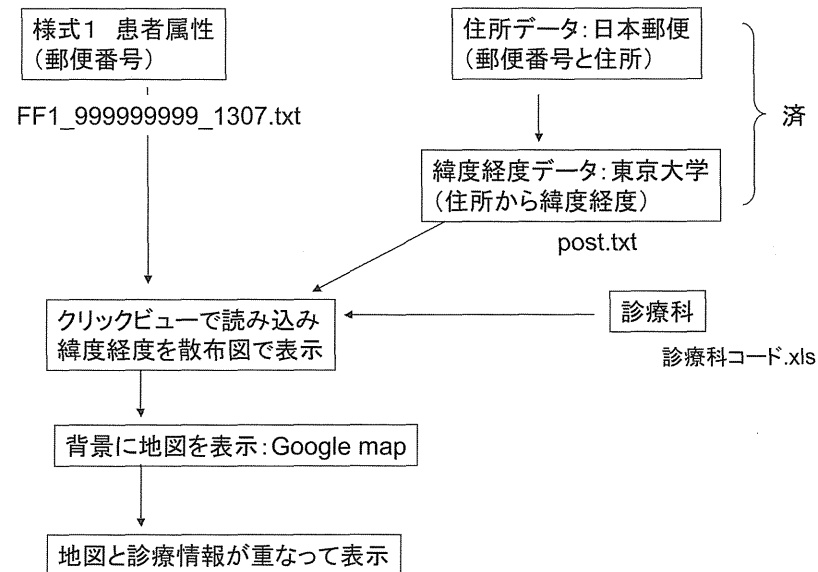 様式1 患者属性
(郵便番号)
FF1_999999999_1307.txt
住所データ:日本郵便
(郵便番号と住所)
済
緯度経度データ:東京大学
(住所から緯度経度)
post.txt
クリックビューで読み込み
緯度経度を散布図で表示
診療科
診療科コード.xls
背景に地図を表示:Google map
地図と診療情報が重なって表示